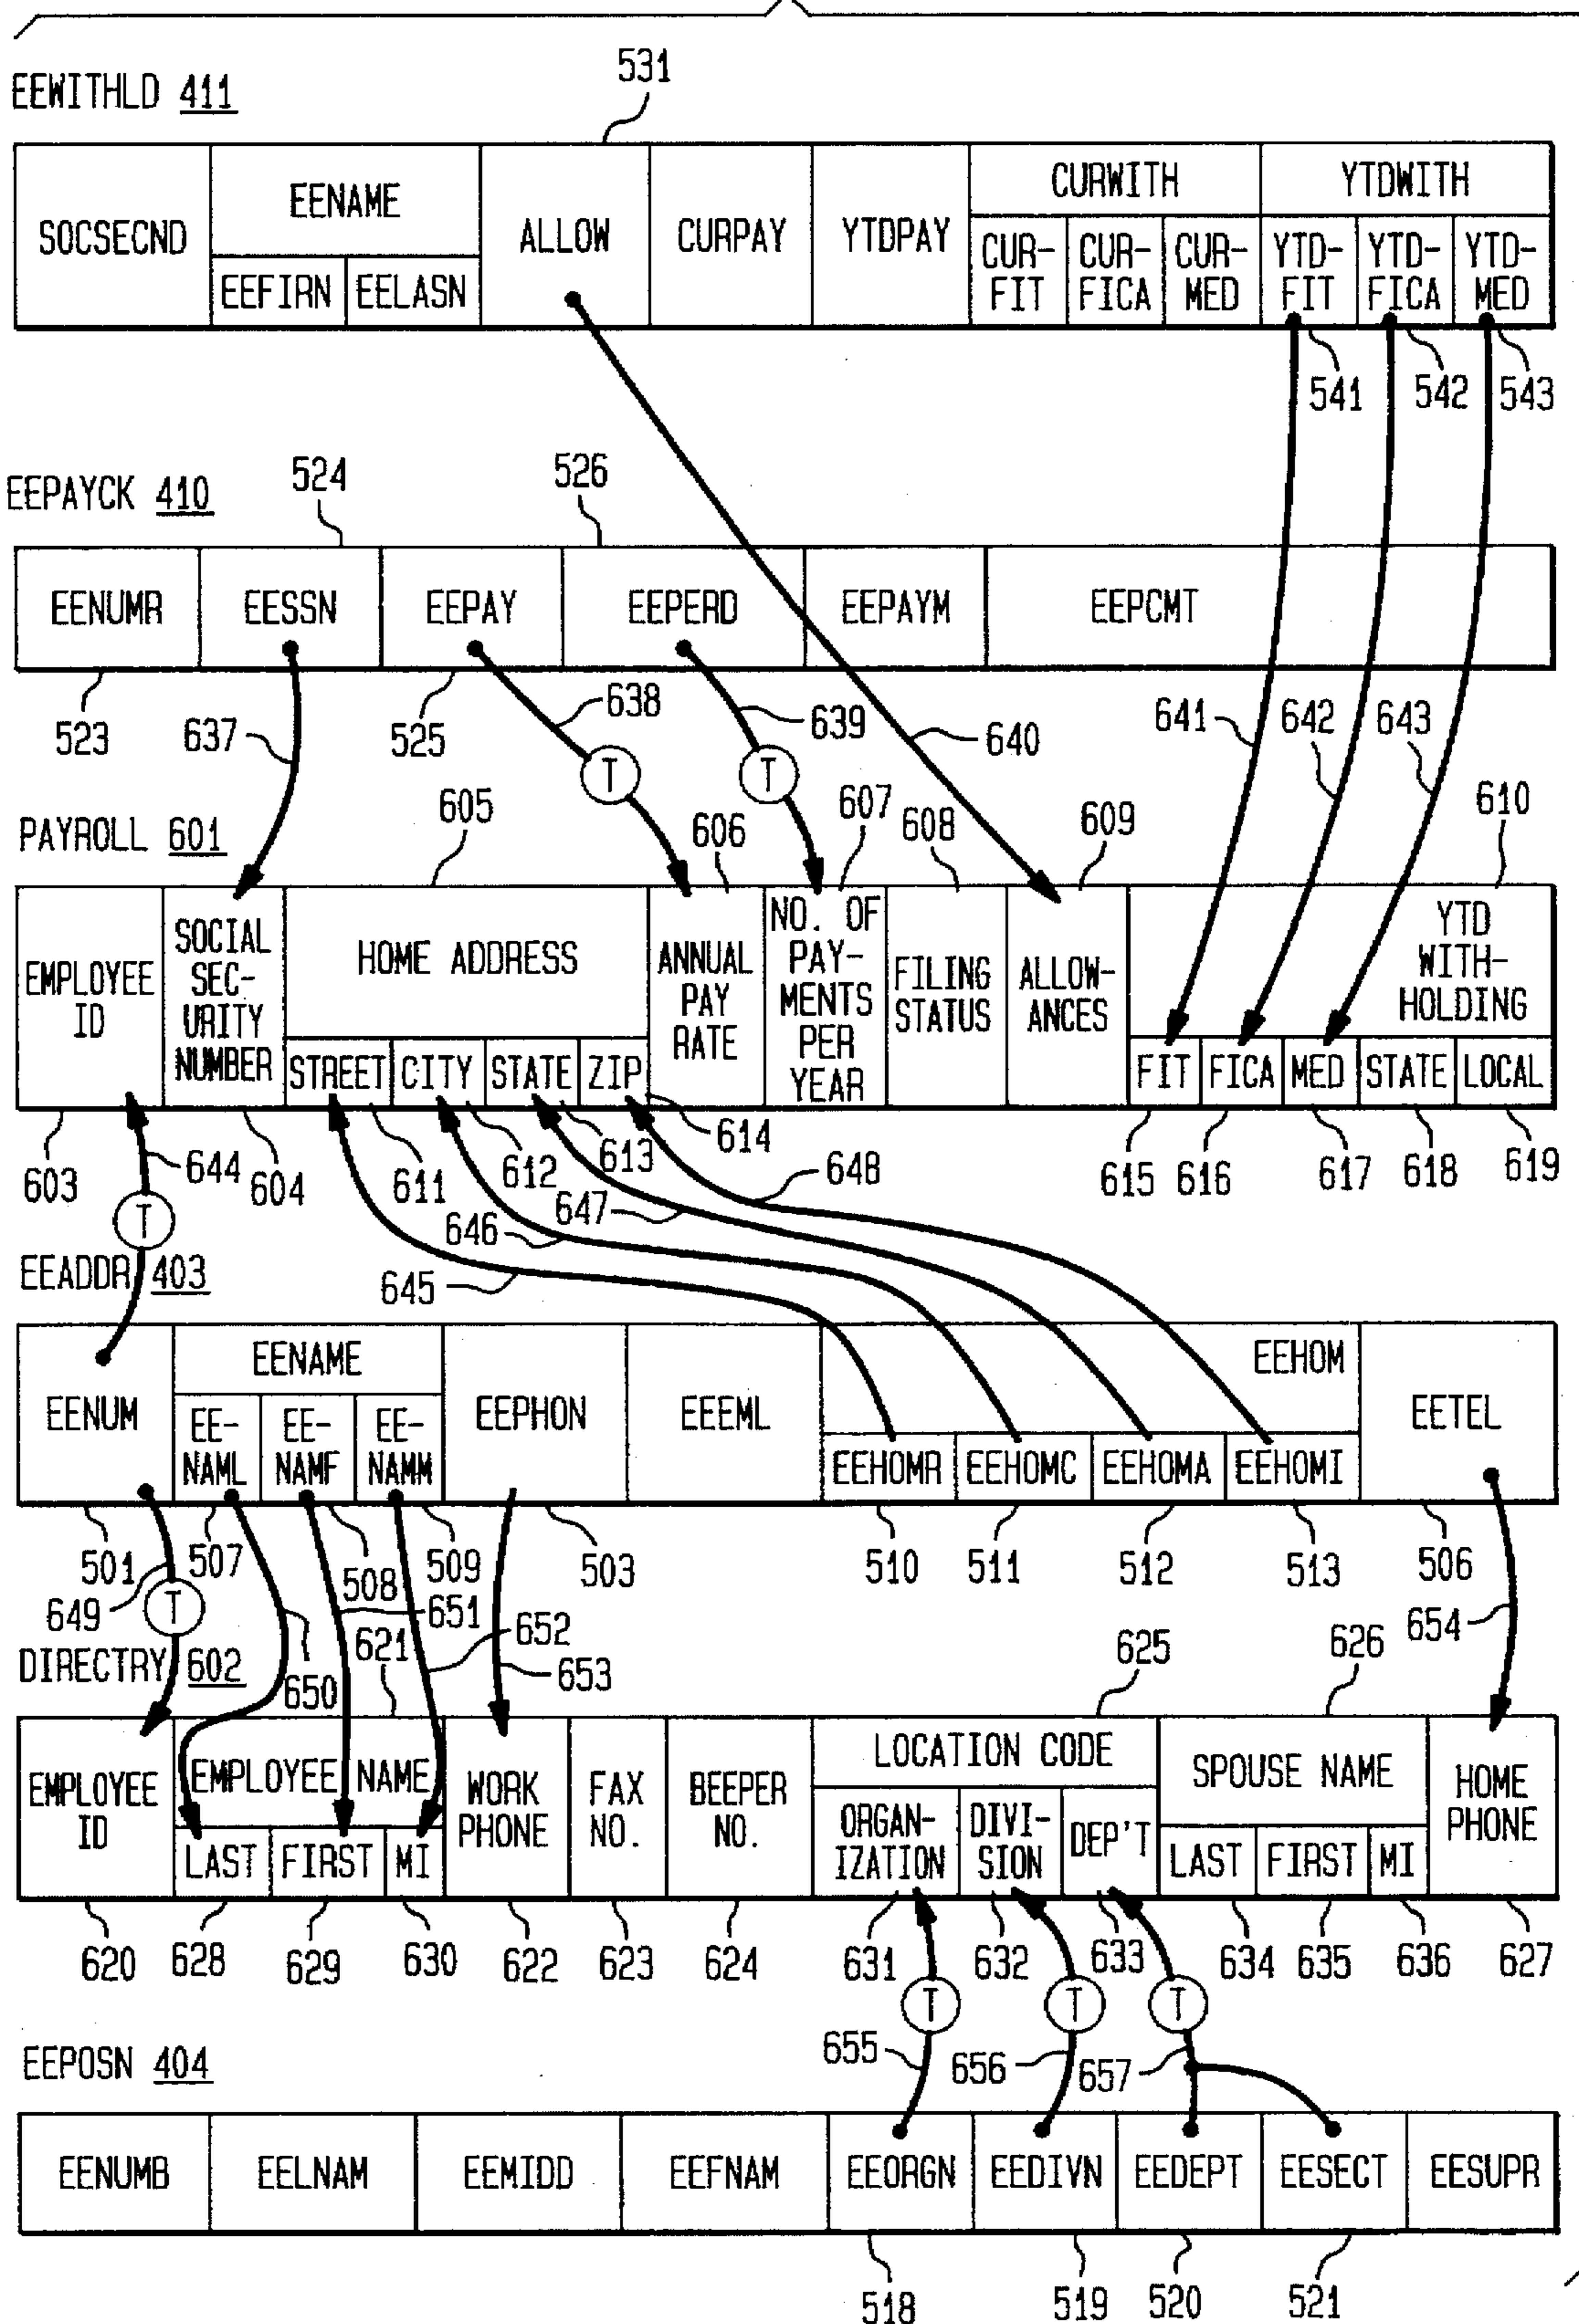 531
EEWITHLD 411
SOCSECND
EENAME
EEFIRN EELASN
ALLOW
CURPAY
YTDPAY
CURWITH
CUR-
FIT
CUR-
FICA
CUR-
MED
YTDWITH
YTD-
FIT
YTD-
FICA
YTD-
MED
541 542 543
EEPAYCK 410
524 526
EENUMR EESSN EEPAY EEPERD EEPAYM EEPCMT
523 637 525 638 639 640 641 642 643
T T
PAYROLL 601
605 606 607 608 609 610
EMPLOYEE
ID
SOCIAL
SEC-
URITY
NUMBER
HOME ADDRESS
STREET CITY STATE ZIP
ANNUAL
PAY
RATE
NO. OF
PAY-
MENTS
PER
YEAR
FILING
STATUS
ALLOW-
ANCES
YTD
WITH-
HOLDING
FIT FICA MED STATE LOCAL
603 644 604 611 612 613 614 648 615 616 617 618 619
T
645 646 647
EEADDR 403
EENUM
EENAME
EE-
NAML
EE-
NAMF
EE-
NAMM
EEPHON
EEEML
EEHOM
EEHOMR EEHOMC EEHOMA EEHOMI
EETEL
501 507 508 509 503 510 511 512 513 506
649 T 650 651 652 653 654
DIRECTRY 602
621 625 626
EMPLOYEE
ID
EMPLOYEE NAME
LAST FIRST MI
WORK
PHONE
FAX
NO.
BEEPER
NO.
LOCATION CODE
ORGAN-
IZATION
DIVI-
SION
DEP'T
SPOUSE NAME
LAST FIRST MI
HOME
PHONE
620 628 629 630 622 623 624 631 632 633 634 635 636 627
T T T
655 656 657
EEPOSN 404
EENUMB EELNAM EEMIDD EEFNAM EEORGN EEDIVN EEDEPT EESECT EESUPR
518 519 520 521